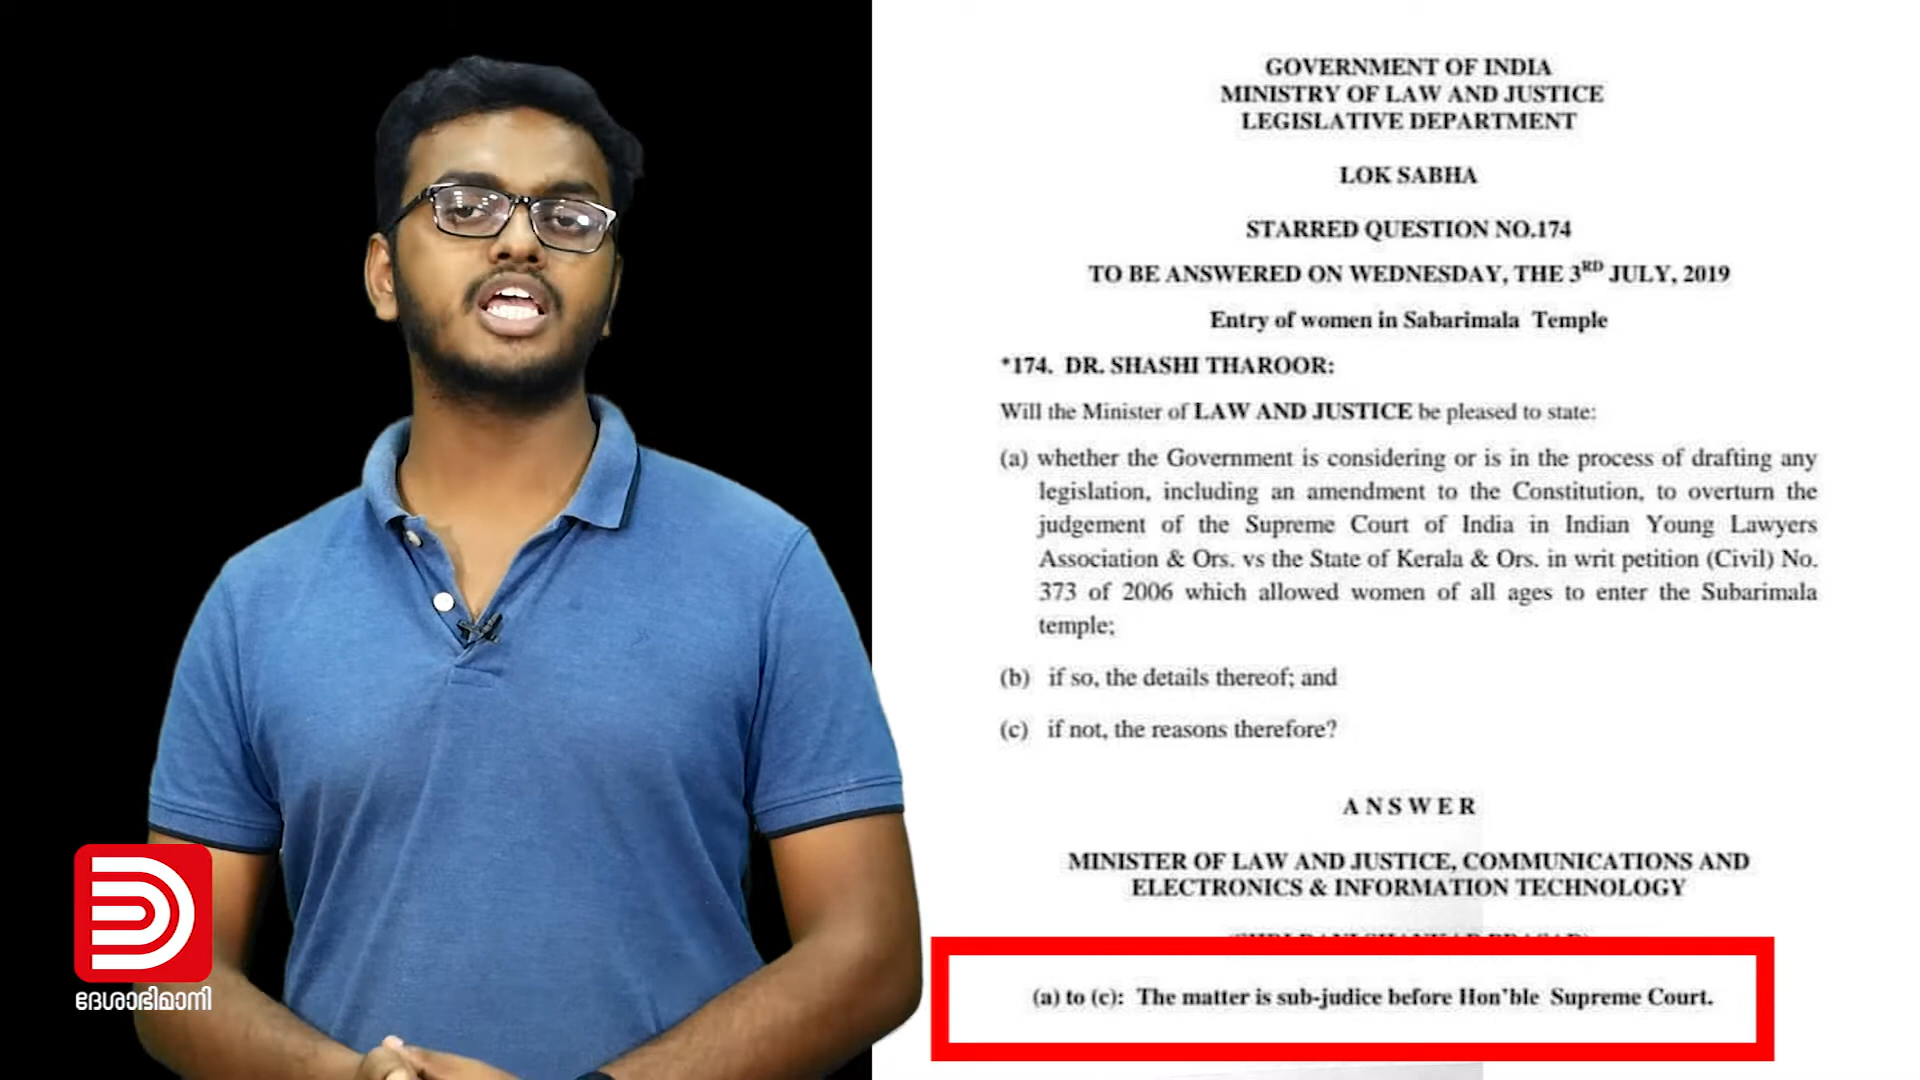 GOVERNMENT OF INDIA
MINISTRY OF LAW AND JUSTICE
LEGISLATIVE DEPARTMENT
LOK SABHA
STARRED QUESTION NO.174
TO BE ANSWERED ON WEDNESDAY, THE 3RD JULY, 2019
Entry of women in Sabarimala Temple
*174. DR. SHASHI THAROOR:
Will the Minister of LAW AND JUSTICE be pleased to state:
(a) whether the Government is considering or is in the process of drafting any
legislation, including an amendment to the Constitution, to overturn the
judgement of the Supreme Court of India in Indian Young Lawyers
Association & Ors. vs the State of Kerala & Ors. in writ petition (Civil) No.
373 of 2006 which allowed women of all ages to enter the Subarimala
temple;
(b) if so, the details thereof; and
(c) if not, the reasons therefore?
A N S W E R
MINISTER OF LAW AND JUSTICE, COMMUNICATIONS AND
ELECTRONICS & INFORMATION TECHNOLOGY
(a) to (c): The matter is sub-judice before Hon'ble Supreme Court.
ദേശാഭിമാനി